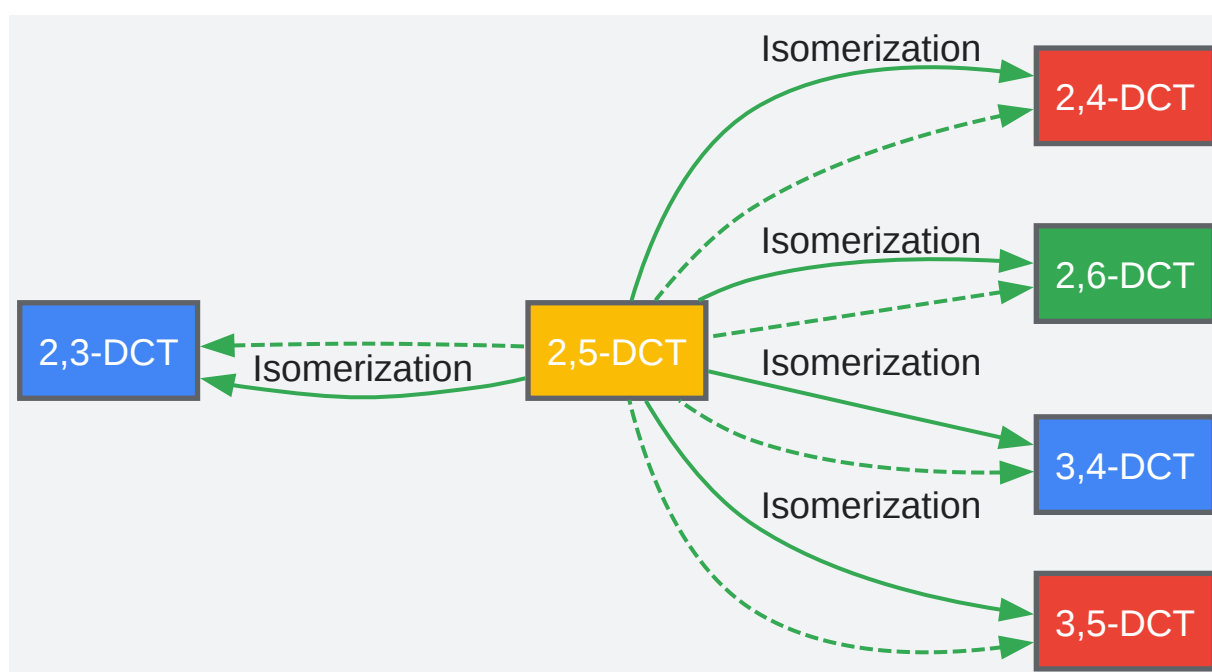 Isomerization
2,4-DCT
Isomerization
2,6-DCT
2,3-DCT
Isomerization
2,5-DCT
Isomerization
3,4-DCT
Isomerization
3,5-DCT